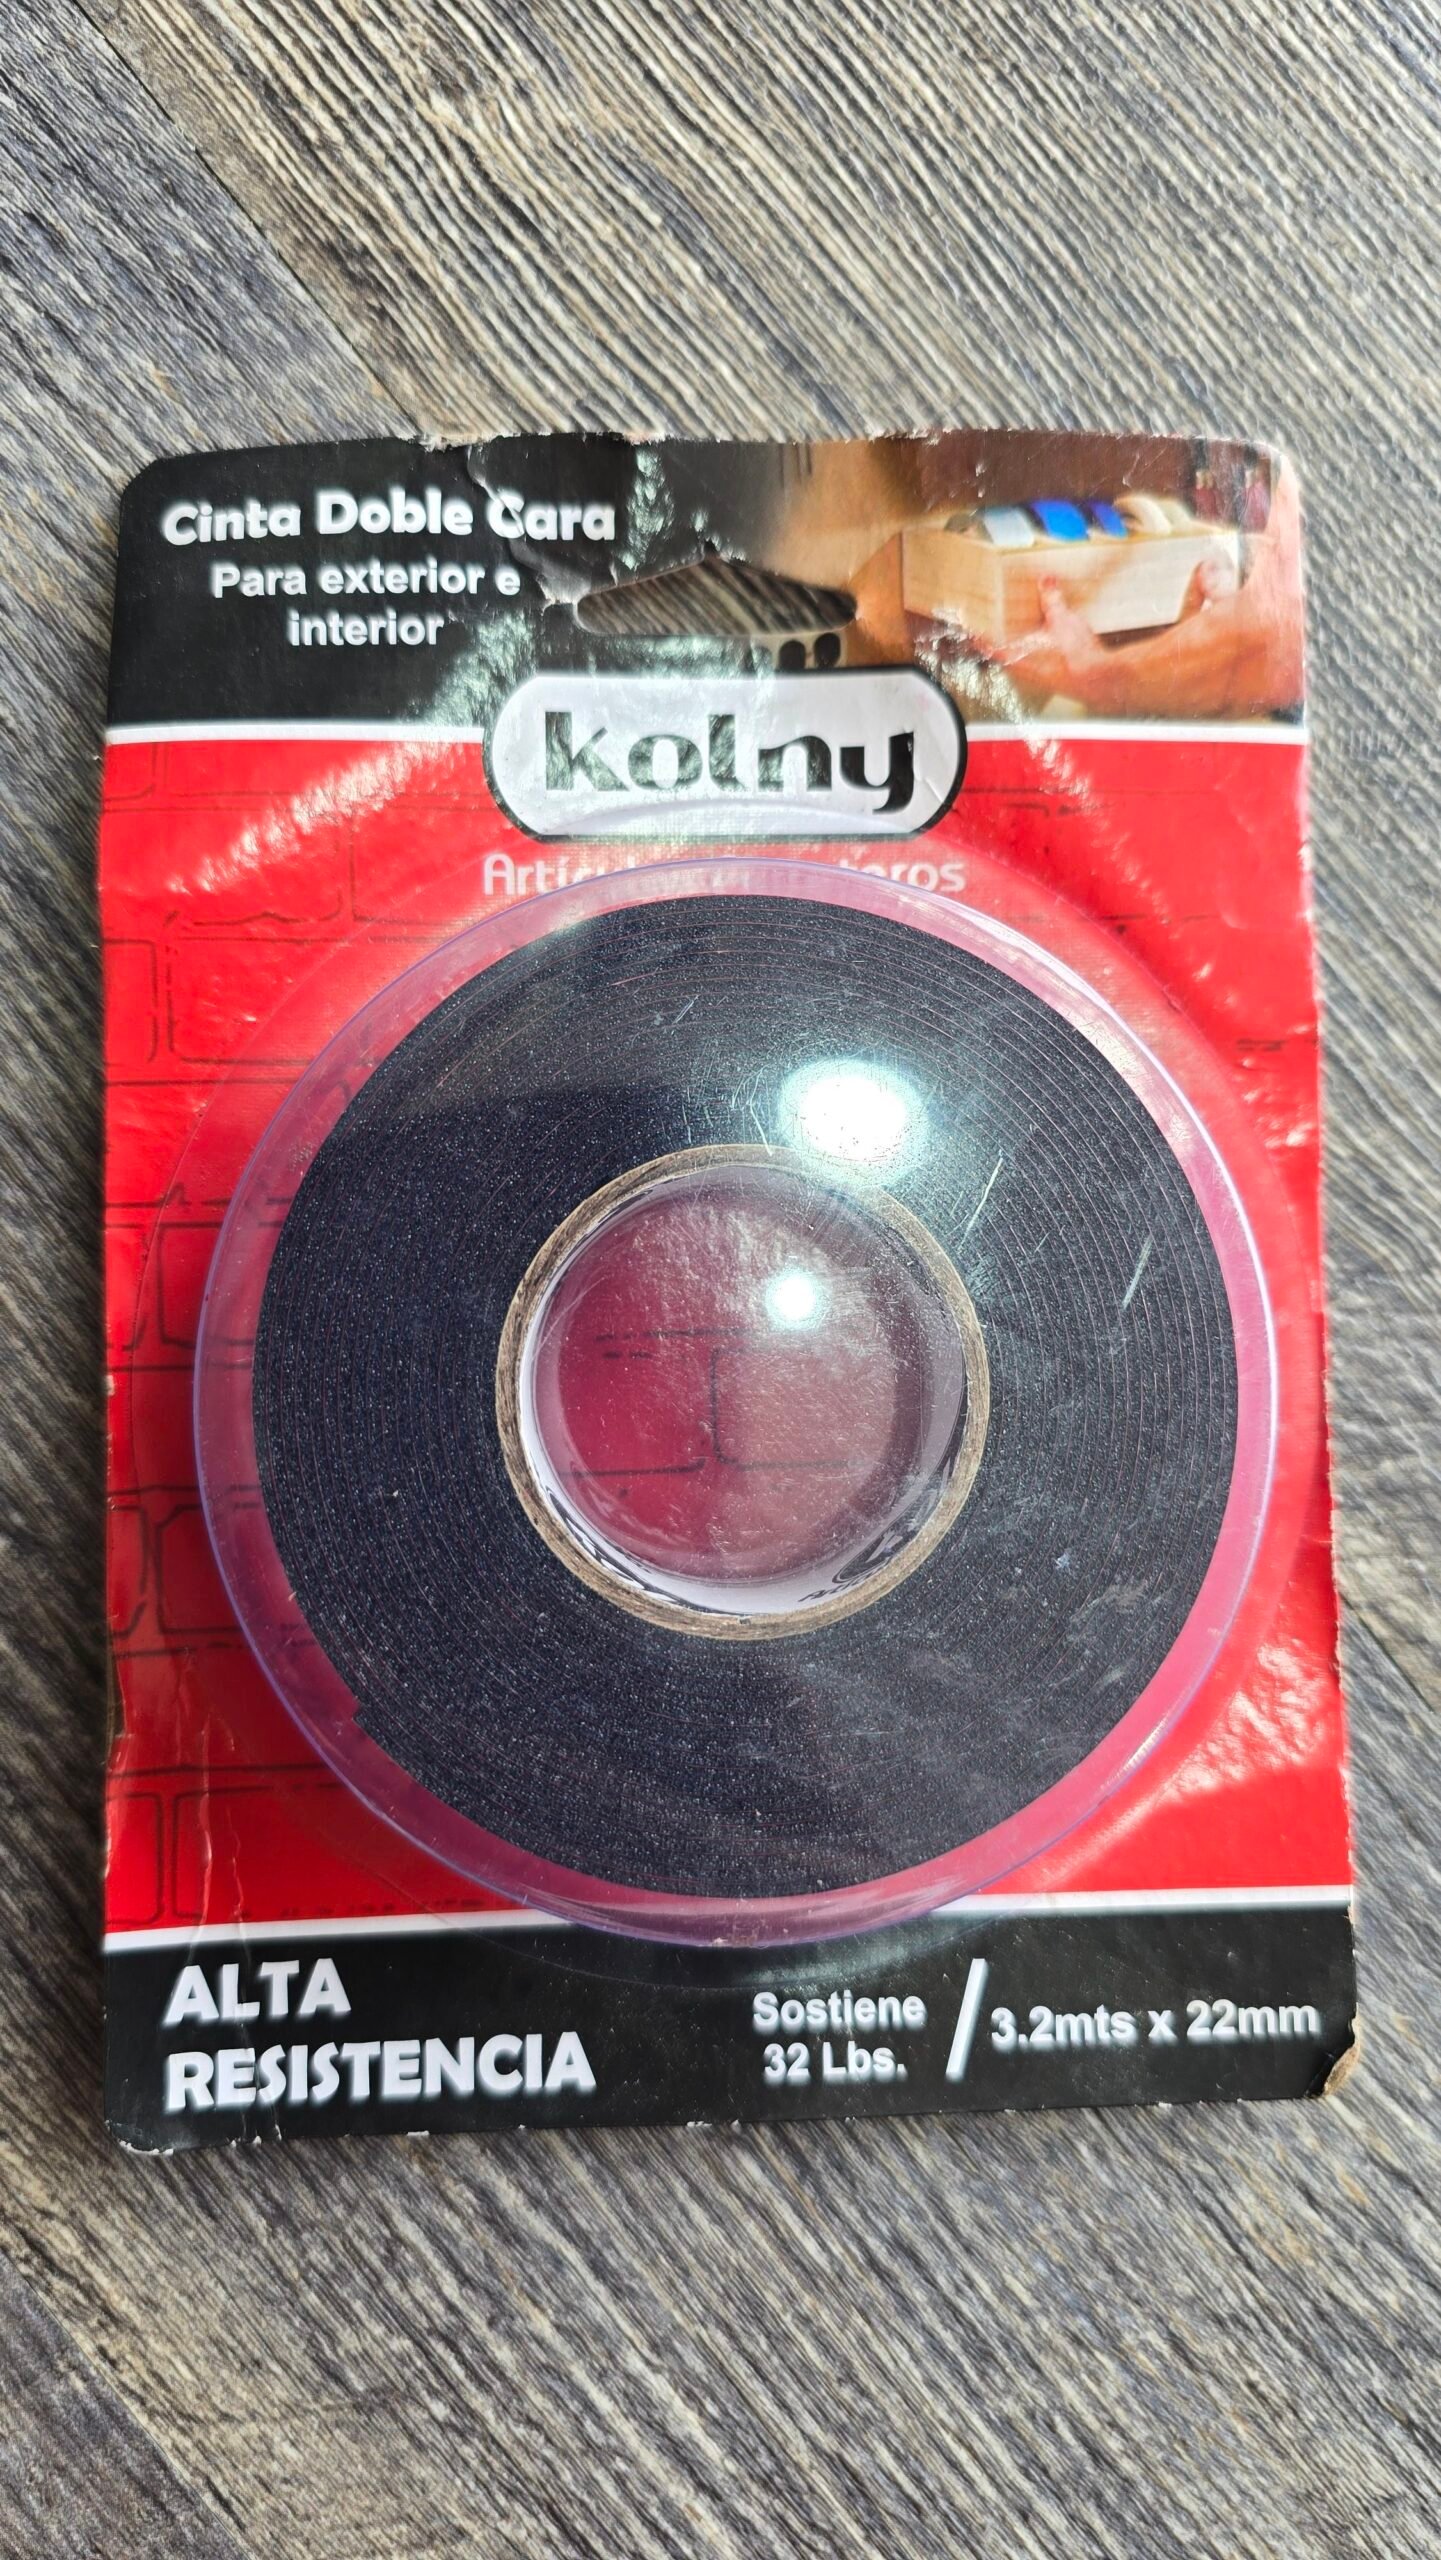 Cinta Doble Cara
Para exterior e
interior
kolny
ALTA
RESISTENCIA
Sostiene
32 Lbs.
/ 3.2mts x 22mm